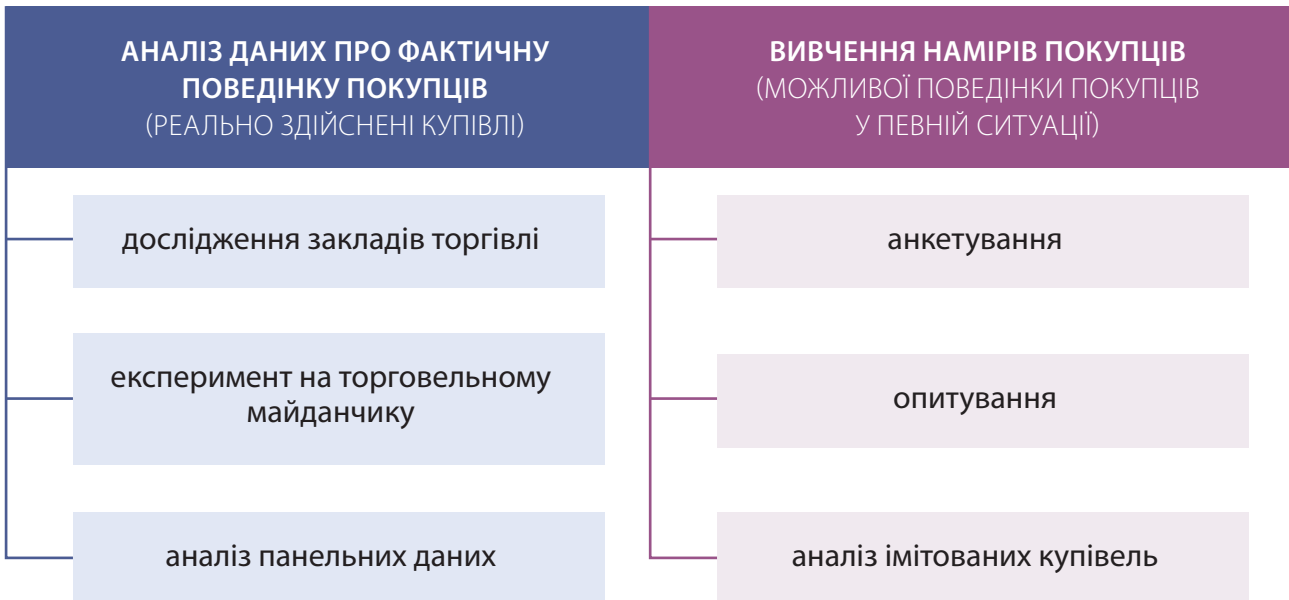 АНАЛІЗ ДАНИХ ПРО ФАКТИЧНУ
ПОВЕДІНКУ ПОКУПЦІВ
(РЕАЛЬНО ЗДІЙСНЕНІ КУПІВЛІ)
дослідження закладів торгівлі
експеримент на торговельному
майданчику
аналіз панельних даних
ВИВЧЕННЯ НАМІРІВ ПОКУПЦІВ
(МОЖЛИВОЇ ПОВЕДІНКИ ПОКУПЦІВ
У ПЕВНІЙ СИТУАЦІЇ)
анкетування
опитування
аналіз імітованих купівель